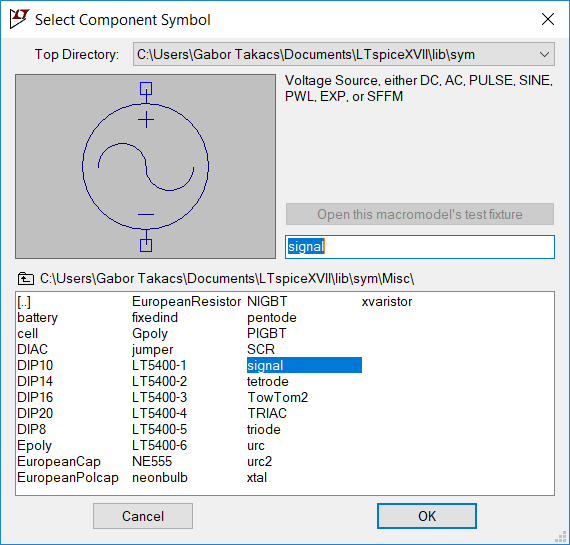 Select Component Symbol
Top Directory: C:\Users\Gabor Takacs\Documents\LTspiceXVII\lib\sym
Voltage Source, either DC, AC, PULSE, SINE,
PWL, EXP, or SFFM
Open this macromodel's test fixture
signal
C:\Users\Gabor Takacs\Documents\LTspiceXVII\lib\sym\Misc\
[..] EuropeanResistor NIGBT xvaristor
battery fixedind pentode
cell Gpoly PIGBT
DIAC jumper SCR
DIP10 LT5400-1 signal
DIP14 LT5400-2 tetrode
DIP16 LT5400-3 TowTom2
DIP20 LT5400-4 TRIAC
DIP8 LT5400-5 triode
Epoly LT5400-6 urc
EuropeanCap NE555 urc2
EuropeanPolcap neonbulb xtal
Cancel OK